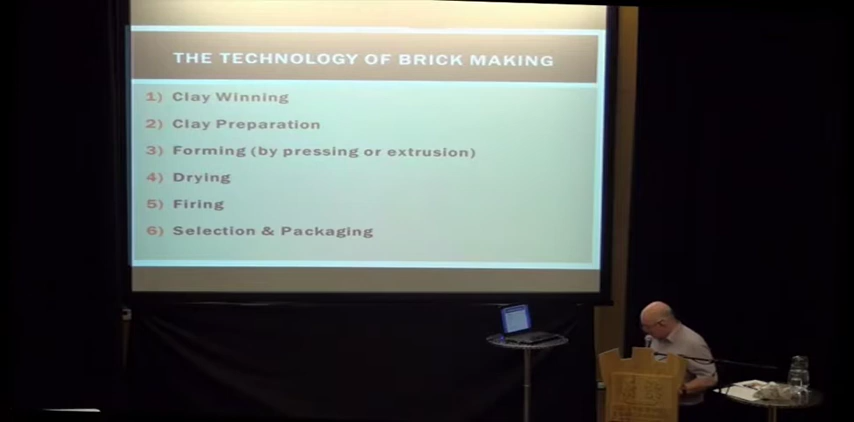 THE TECHNOLOGY OF BRICK MAKING
1) Clay Winning
2) Clay Preparation
3) Forming (by pressing or extrusion)
4) Drying
5) Firing
6) Selection & Packaging